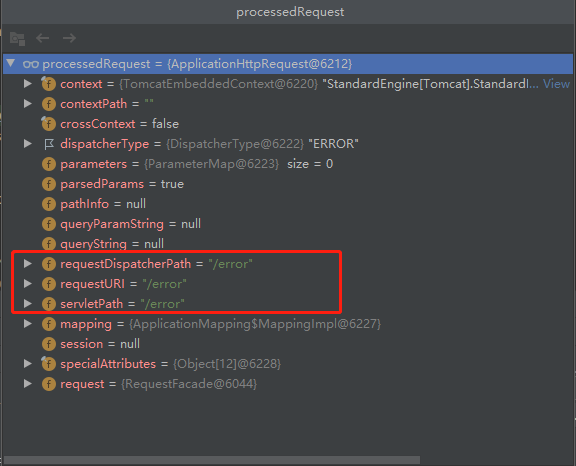 processedRequest
processedRequest = {ApplicationHttpRequest@6212}
context = {TomcatEmbeddedContext@6220} "StandardEngine[Tomcat].StandardI... View
contextPath = ""
crossContext = false
dispatcherType = {DispatcherType@6222} "ERROR"
parameters = {ParameterMap@6223} size = 0
parsedParams = true
pathInfo = null
queryParamString = null
queryString = null
requestDispatcherPath = "/error"
requestURI = "/error"
servletPath = "/error"
mapping = {ApplicationMapping$MappingImpl@6227}
session = null
specialAttributes = {Object[12]@6228}
request = {RequestFacade@6044}